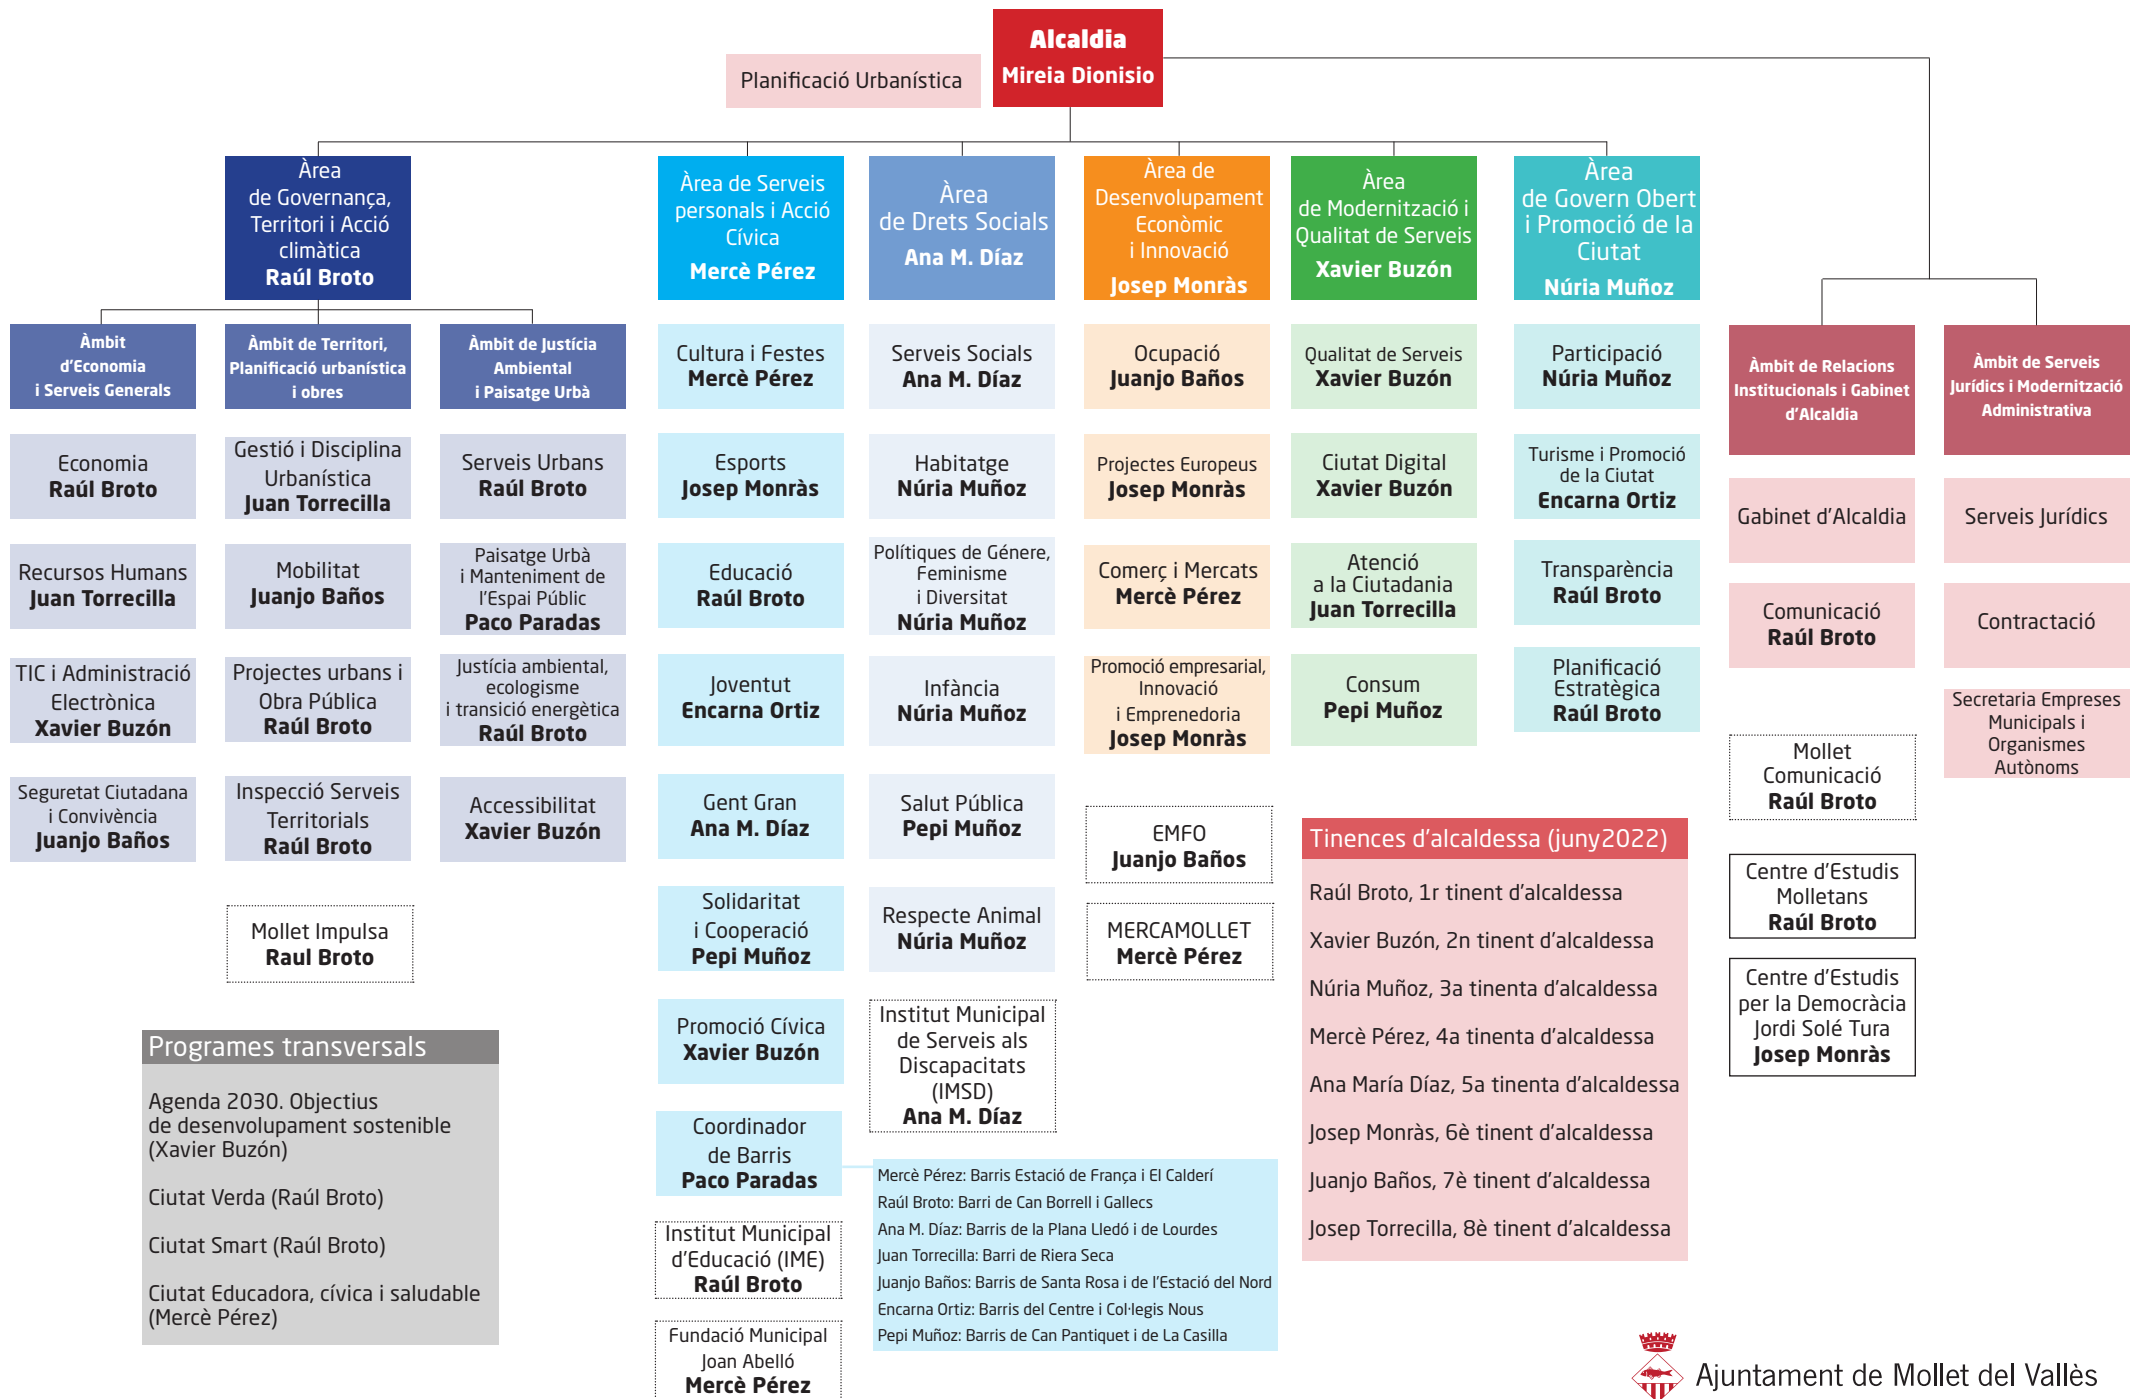 Alcaldia
Mireia Dionisio
Planificació Urbanística
Àrea
de Governança,
Territori i Acció
climàtica
Raúl Broto
Àrea de Serveis
personals i Acció
Cívica
Mercè Pérez
Àrea
de Drets Socials
Ana M. Díaz
Àrea de
Desenvolupament
Econòmic
i Innovació
Josep Monràs
Àrea
de Modernització i
Qualitat de Serveis
Xavier Buzón
Àrea
de Govern Obert
i Promoció de la
Ciutat
Núria Muñoz
Àmbit
d'Economia
i Serveis Generals
Economia
Raúl Broto
Recursos Humans
Juan Torrecilla
TIC i Administració
Electrònica
Xavier Buzón
Seguretat Ciutadana
i Convivència
Juanjo Baños
Àmbit de Territori,
Planificació urbanística
i obres
Gestió i Disciplina
Urbanística
Juan Torrecilla
Mobilitat
Juanjo Baños
Projectes urbans i
Obra Pública
Raúl Broto
Inspecció Serveis
Territorials
Raúl Broto
Mollet Impulsa
Raul Broto
Àmbit de Justícia
Ambiental
i Paisatge Urbà
Serveis Urbans
Raúl Broto
Paisatge Urbà
i Manteniment de
l'Espai Públic
Paco Paradas
Justícia ambiental,
ecologisme
i transició energètica
Raúl Broto
Accessibilitat
Xavier Buzón
Cultura i Festes
Mercè Pérez
Esports
Josep Monràs
Educació
Raúl Broto
Joventut
Encarna Ortiz
Gent Gran
Ana M. Díaz
Solidaritat
i Cooperació
Pepi Muñoz
Promoció Cívica
Xavier Buzón
Coordinador
de Barris
Paco Paradas
Institut Municipal
d'Educació (IME)
Raúl Broto
Fundació Municipal
Joan Abelló
Mercè Pérez
Serveis Socials
Ana M. Díaz
Habitatge
Núria Muñoz
Polítiques de Génere,
Feminisme
i Diversitat
Núria Muñoz
Infància
Núria Muñoz
Salut Pública
Pepi Muñoz
Respecte Animal
Núria Muñoz
Institut Municipal
de Serveis als
Discapacitats
(IMSD)
Ana M. Díaz
Mercè Pérez: Barris Estació de França i El Calderí
Raúl Broto: Barri de Can Borrell i Gallecs
Ana M. Díaz: Barris de la Plana Lledó i de Lourdes
Juan Torrecilla: Barri de Riera Seca
Juanjo Baños: Barris de Santa Rosa i de l'Estació del Nord
Encarna Ortiz: Barris del Centre i Col·legis Nous
Pepi Muñoz: Barris de Can Pantiquet i de La Casilla
Ocupació
Juanjo Baños
Projectes Europeus
Josep Monràs
Comerç i Mercats
Mercè Pérez
Promoció empresarial,
Innovació
i Emprenedoria
Josep Monràs
EMFO
Juanjo Baños
MERCAMOLLET
Mercè Pérez
Qualitat de Serveis
Xavier Buzón
Ciutat Digital
Xavier Buzón
Atenció
a la Ciutadania
Juan Torrecilla
Consum
Pepi Muñoz
Participació
Núria Muñoz
Turisme i Promoció
de la Ciutat
Encarna Ortiz
Transparència
Raúl Broto
Planificació
Estratègica
Raúl Broto
Àmbit de Relacions
Institucionals i Gabinet
d'Alcaldia
Gabinet d'Alcaldia
Comunicació
Raúl Broto
Mollet
Comunicació
Raúl Broto
Centre d'Estudis
Molletans
Raúl Broto
Centre d'Estudis
per la Democràcia
Jordi Solé Tura
Josep Monràs
Àmbit de Serveis
Jurídics i Modernització
Administrativa
Serveis Jurídics
Contractació
Secretaria Empreses
Municipals i
Organismes
Autònoms
Tinences d'alcaldessa (juny2022)
Raúl Broto, 1r tinent d'alcaldessa
Xavier Buzón, 2n tinent d'alcaldessa
Núria Muñoz, 3a tinenta d'alcaldessa
Mercè Pérez, 4a tinenta d'alcaldessa
Ana María Díaz, 5a tinenta d'alcaldessa
Josep Monràs, 6è tinent d'alcaldessa
Juanjo Baños, 7è tinent d'alcaldessa
Josep Torrecilla, 8è tinent d'alcaldessa
Programes transversals
Agenda 2030. Objectius
de desenvolupament sostenible
(Xavier Buzón)
Ciutat Verda (Raúl Broto)
Ciutat Smart (Raúl Broto)
Ciutat Educadora, cívica i saludable
(Mercè Pérez)
Ajuntament de Mollet del Vallès